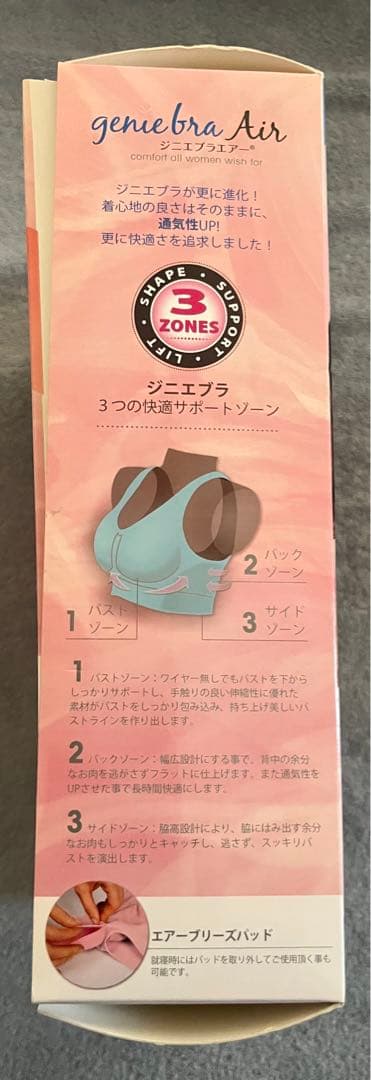 genie bra Air
ジニエブラエアー®
comfort all women wish for
ジニエブラが更に進化！
着心地の良さはそのままに、
通気性UP!
更に快適さを追求しました！
SHAPE • SUPPORT • LIFT •
3
ZONES
ジニエブラ
3つの快適サポートゾーン
2 バック
ゾーン
1 バスト
ゾーン
3 サイド
ゾーン
1 バストゾーン：ワイヤー無しでもバストを下から
しっかりサポートし、手触りの良い伸縮性に優れた
素材がバストをしっかり包み込み、持ち上げ美しいバ
ストラインを作り出します。
2 バックゾーン：幅広設計にする事で、背中の余分
なお肉を逃がさずフラットに仕上げます。また通気性を
UPさせた事で長時間快適にします。
3 サイドゾーン：脇高設計により、脇にはみ出す余分
なお肉もしっかりとキャッチし、逃さず、スッキリバ
ストを演出します。
エアーブリーズパッド
就寝時にはパッドを取り外してご使用頂く事も
可能です。